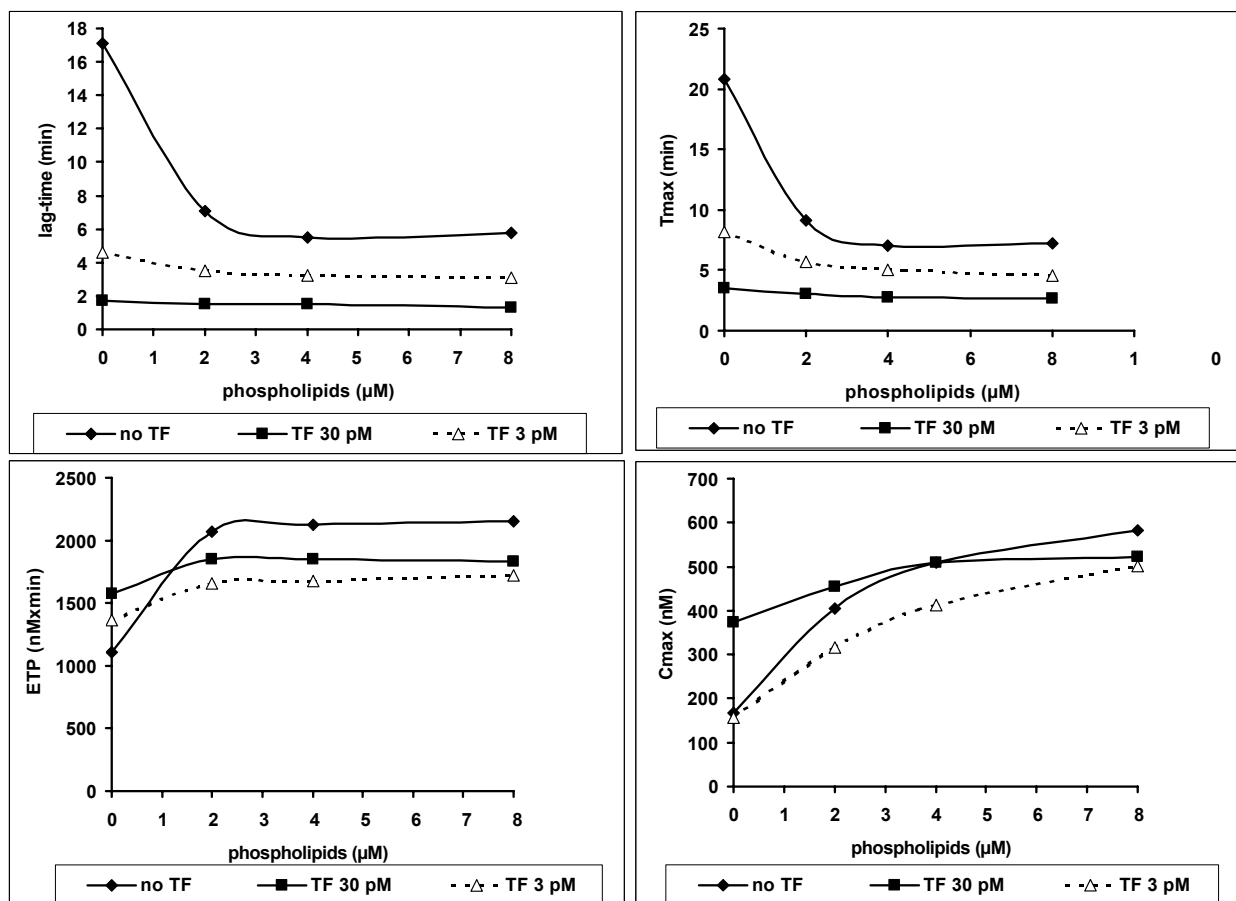 lag-time (min)
18
16
14
12
10
8
6
4
2
0
0 1 2 3 4 5 6 7 8
phospholipids (µM)
no TF TF 30 pM TF 3 pM
Tmax (min)
25
20
15
10
5
0
0 2 4 6 8 1 0
phospholipids (µM)
no TF TF 30 pM TF 3 pM
ETP (nMxmin)
2500
2000
1500
1000
500
0
0 1 2 3 4 5 6 7 8
phospholipids (µM)
no TF TF 30 pM TF 3 pM
Cmax (nM)
700
600
500
400
300
200
100
0
0 1 2 3 4 5 6 7 8
phospholipids (µM)
no TF TF 30 pM TF 3 pM